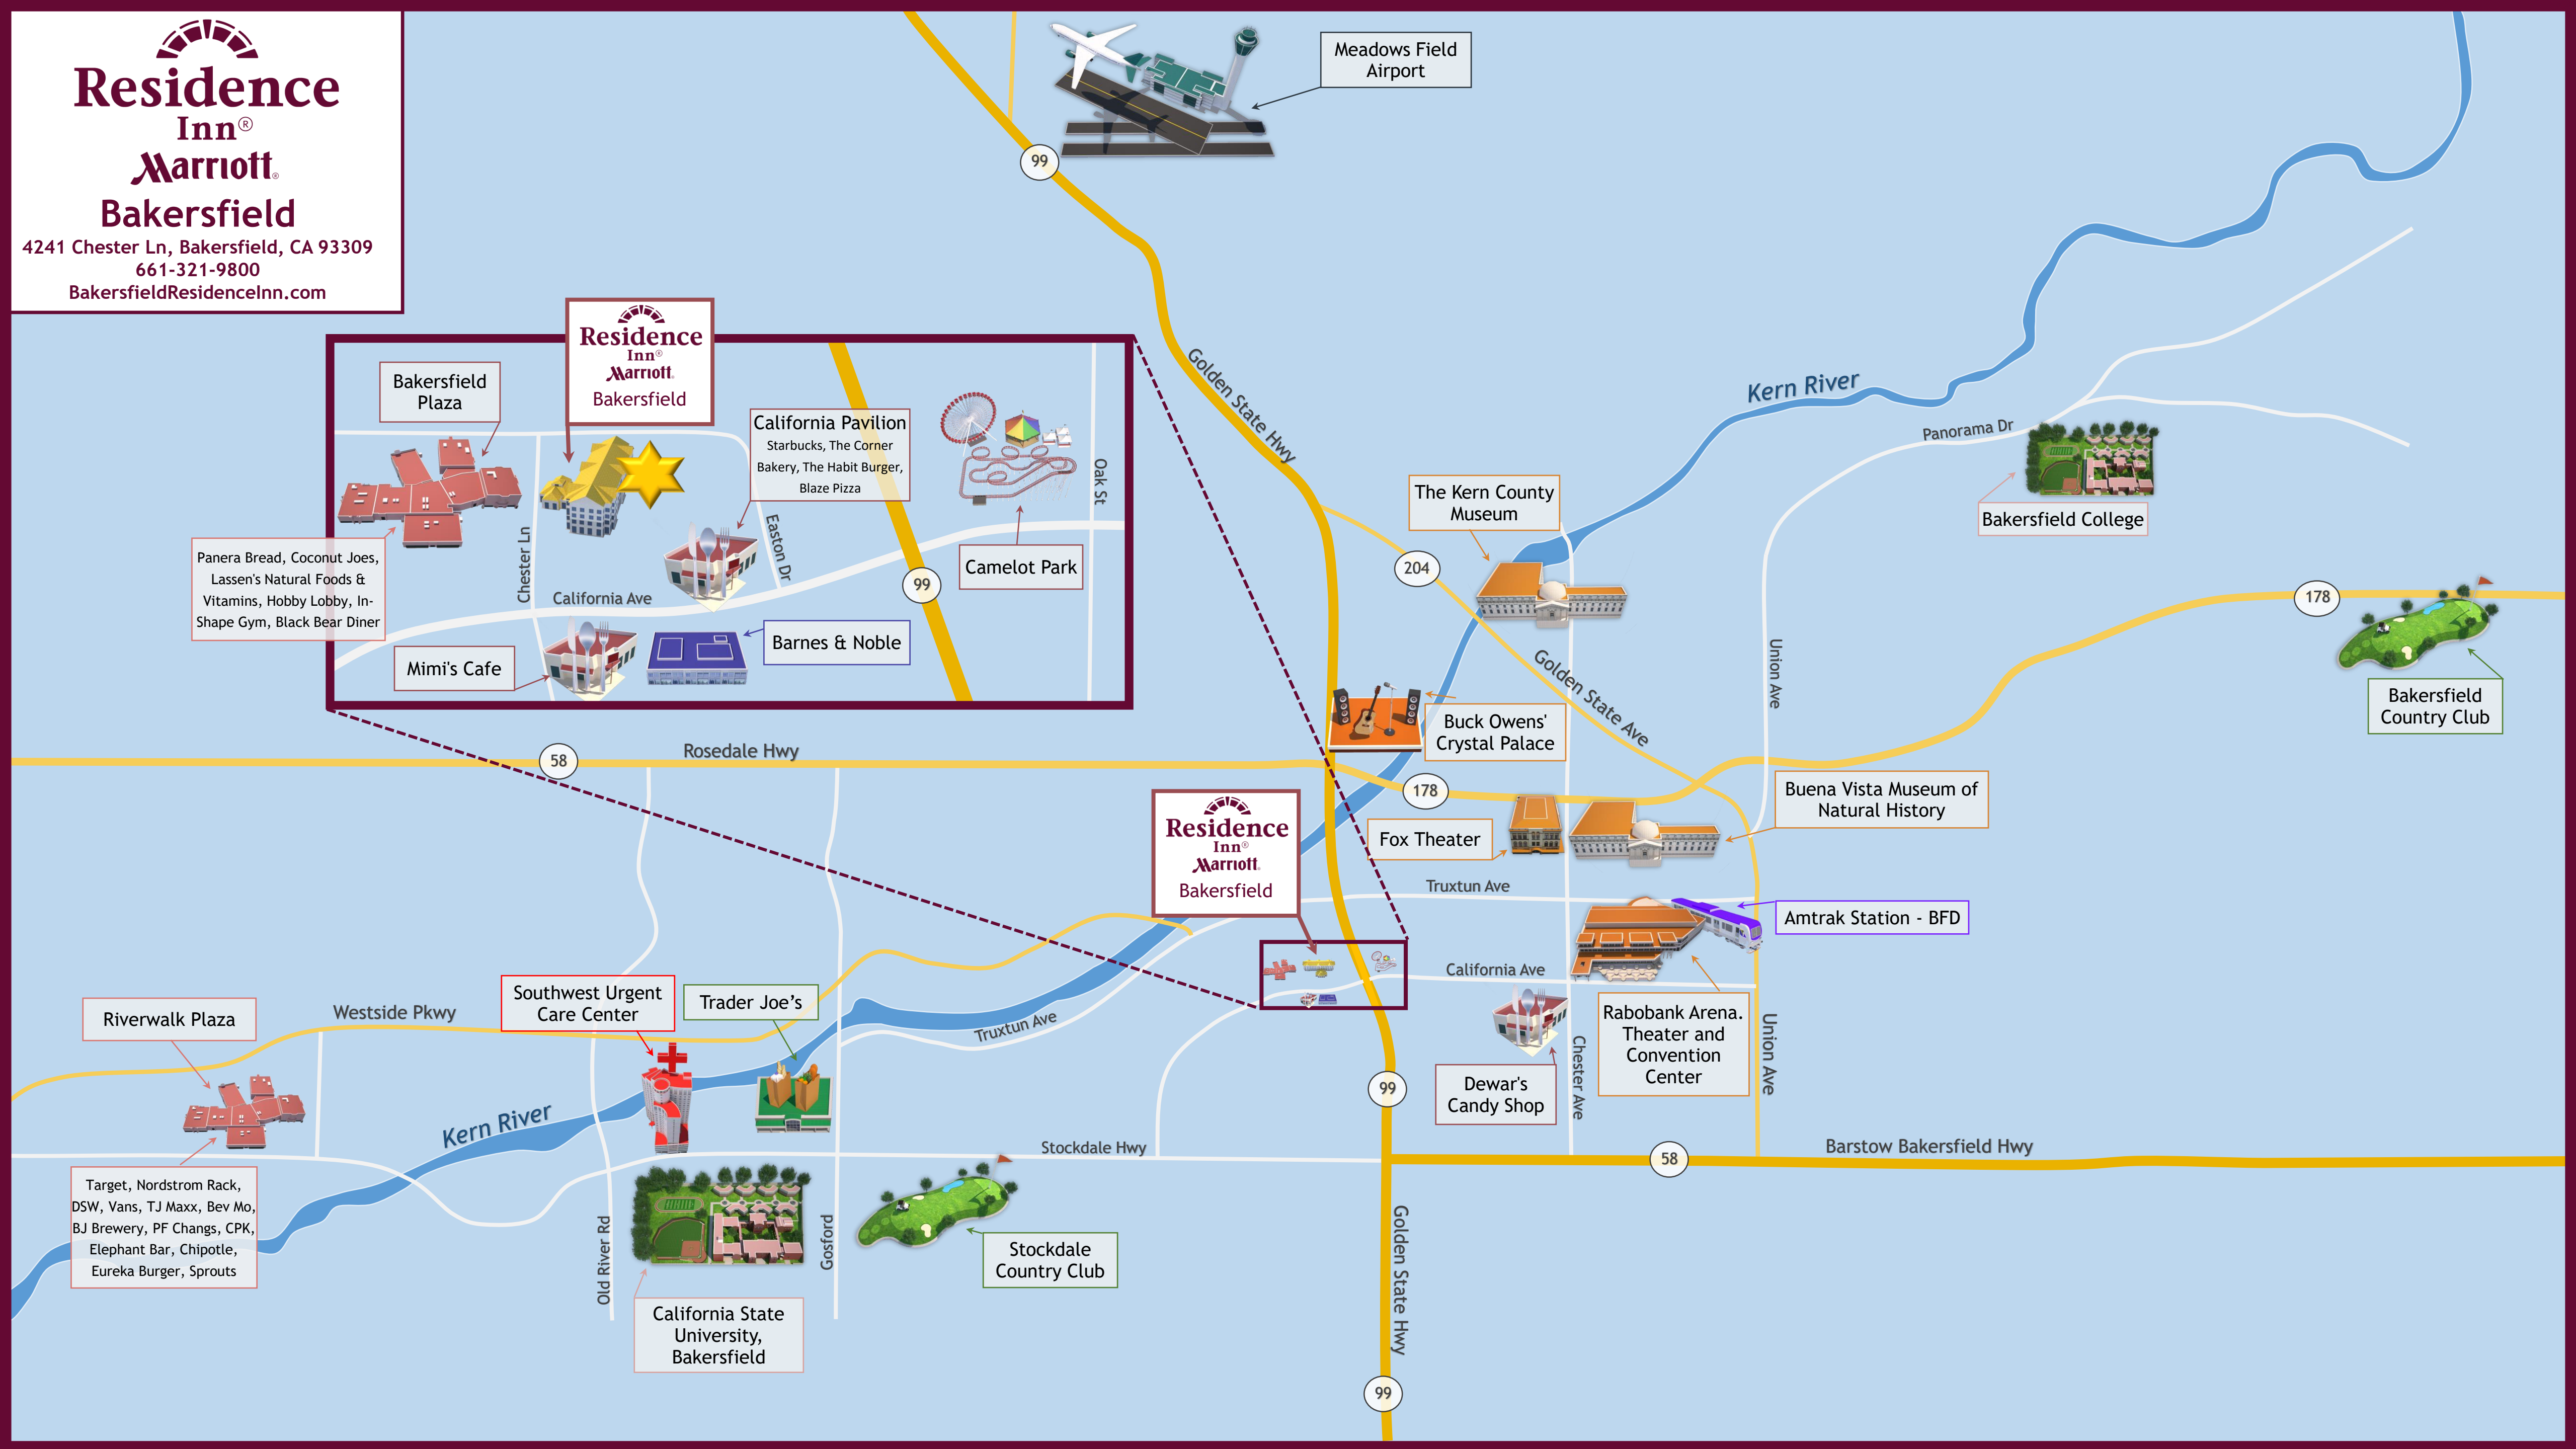 Residence
Inn®
Marriott®
Bakersfield
4241 Chester Ln, Bakersfield, CA 93309
661-321-9800
BakersfieldResidenceInn.com
Meadows Field
Airport
99
Golden State Hwy
Residence
Inn®
Marriott®
Bakersfield
Bakersfield
Plaza
California Pavilion
Starbucks, The Corner
Bakery, The Habit Burger,
Blaze Pizza
Oak St
Chester Ln
Easton Dr
Panera Bread, Coconut Joes,
Lassen's Natural Foods &
Vitamins, Hobby Lobby, In-
Shape Gym, Black Bear Diner
California Ave
99
Camelot Park
Mimi's Cafe
Barnes & Noble
Kern River
Panorama Dr
Bakersfield College
The Kern County
Museum
204
178
Golden State Ave
Union Ave
Bakersfield
Country Club
Buck Owens'
Crystal Palace
58
Rosedale Hwy
178
Buena Vista Museum of
Natural History
Fox Theater
Residence
Inn®
Marriott®
Bakersfield
Truxtun Ave
Amtrak Station - BFD
California Ave
Rabobank Arena.
Theater and
Convention
Center
Riverwalk Plaza
Westside Pkwy
Southwest Urgent
Care Center
Trader Joe's
Truxtun Ave
99
Dewar's
Candy Shop
Chester Ave
Union Ave
Kern River
Stockdale Hwy
58
Barstow Bakersfield Hwy
Target, Nordstrom Rack,
DSW, Vans, TJ Maxx, Bev Mo,
BJ Brewery, PF Changs, CPK,
Elephant Bar, Chipotle,
Eureka Burger, Sprouts
Old River Rd
Gosford
Stockdale
Country Club
Golden State Hwy
California State
University,
Bakersfield
99